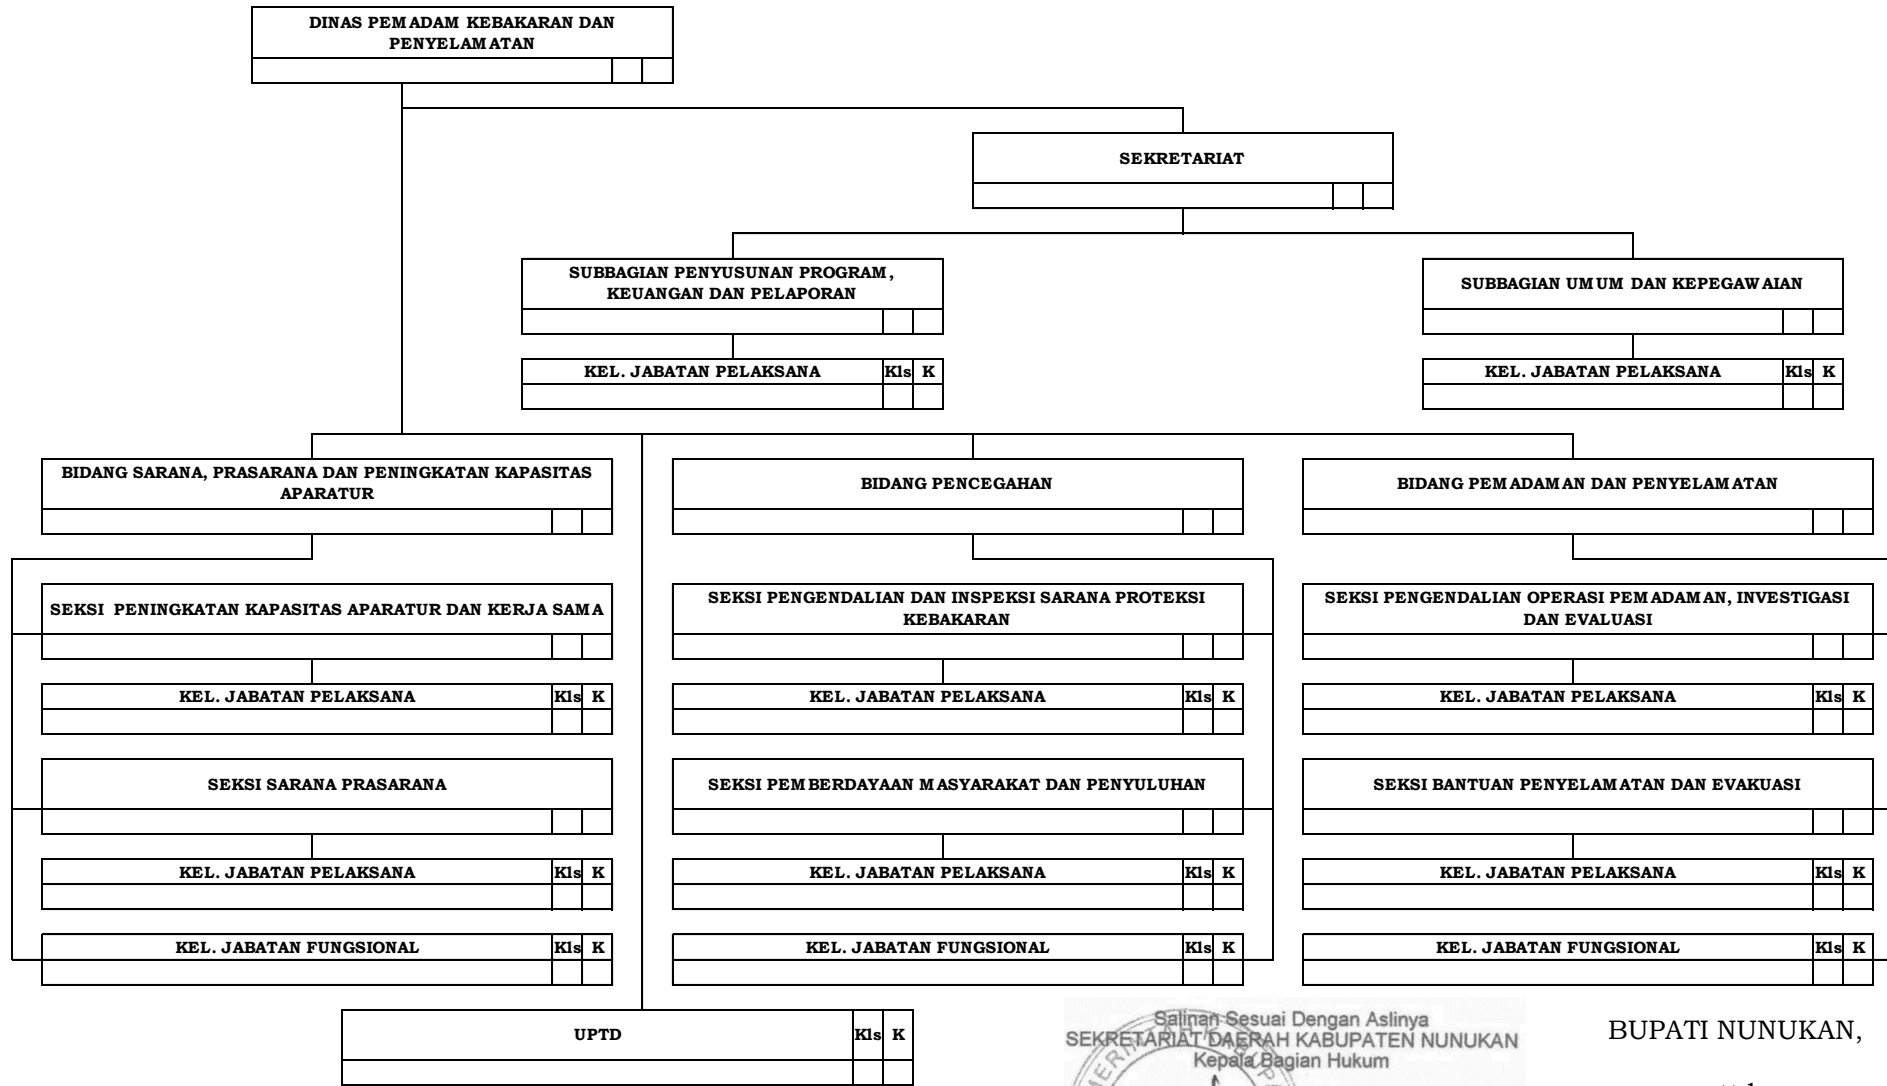 DINAS PEMADAM KEBAKARAN DAN
PENYELAMATAN
SEKRETARIAT
SUBBAGIAN PENYUSUNAN PROGRAM,
KEUANGAN DAN PELAPORAN
SUBBAGIAN UMUM DAN KEPEGAWAIAN
KEL. JABATAN PELAKSANA Kls K
KEL. JABATAN PELAKSANA Kls K
BIDANG SARANA, PRASARANA DAN PENINGKATAN KAPASITAS
APARATUR
BIDANG PENCEGAHAN
BIDANG PEMADAMAN DAN PENYELAMATAN
SEKSI PENINGKATAN KAPASITAS APARATUR DAN KERJA SAMA
SEKSI PENGENDALIAN DAN INSPEKSI SARANA PROTEKSI
KEBAKARAN
SEKSI PENGENDALIAN OPERASI PEMADAMAN, INVESTIGASI
DAN EVALUASI
KEL. JABATAN PELAKSANA Kls K
KEL. JABATAN PELAKSANA Kls K
KEL. JABATAN PELAKSANA Kls K
SEKSI SARANA PRASARANA
SEKSI PEMBERDAYAAN MASYARAKAT DAN PENYULUHAN
SEKSI BANTUAN PENYELAMATAN DAN EVAKUASI
KEL. JABATAN PELAKSANA Kls K
KEL. JABATAN PELAKSANA Kls K
KEL. JABATAN PELAKSANA Kls K
KEL. JABATAN FUNGSIONAL Kls K
KEL. JABATAN FUNGSIONAL Kls K
KEL. JABATAN FUNGSIONAL Kls K
UPTD Kls K
Salinan Sesuai Dengan Aslinya
SEKRETARIAT DAERAH KABUPATEN NUNUKAN
Kepala Bagian Hukum
BUPATI NUNUKAN,